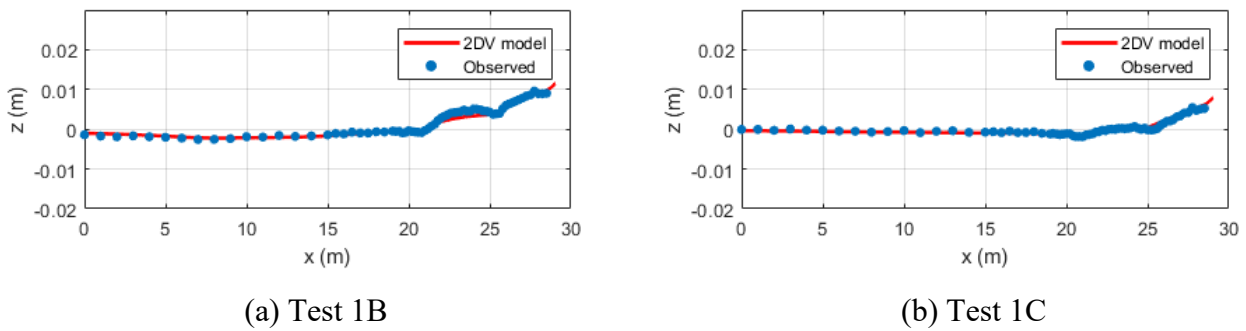 0.02
0.01
0
-0.01
-0.02
z (m)
0 5 10 15 20 25 30
x (m)
2DV model
Observed
(a) Test 1B
0.02
0.01
0
-0.01
-0.02
z (m)
0 5 10 15 20 25 30
x (m)
2DV model
Observed
(b) Test 1C